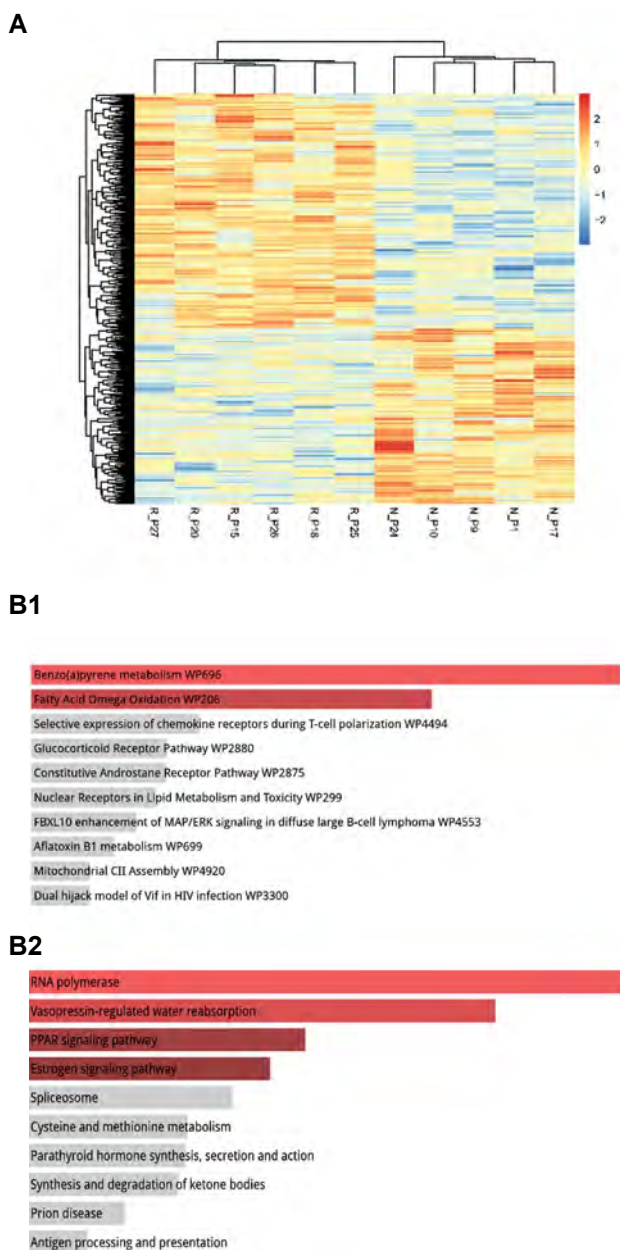 A
2
1
0
-1
-2
R_P27
R_P20
R_P15
R_P26
R_P18
R_P25
N_P24
N_P10
N_P9
N_P1
N_P17
B1
Benzo(a)pyrene metabolism WP696
Fatty Acid Omega Oxidation WP206
Selective expression of chemokine receptors during T-cell polarization WP4494
Glucocorticoid Receptor Pathway WP2880
Constitutive Androstane Receptor Pathway WP2875
Nuclear Receptors in Lipid Metabolism and Toxicity WP299
FBXL10 enhancement of MAP/ERK signaling in diffuse large B-cell lymphoma WP4553
Aflatoxin B1 metabolism WP699
Mitochondrial CII Assembly WP4920
Dual hijack model of Vif in HIV infection WP3300
B2
RNA polymerase
Vasopressin-regulated water reabsorption
PPAR signaling pathway
Estrogen signaling pathway
Spliceosome
Cysteine and methionine metabolism
Parathyroid hormone synthesis, secretion and action
Synthesis and degradation of ketone bodies
Prion disease
Antigen processing and presentation